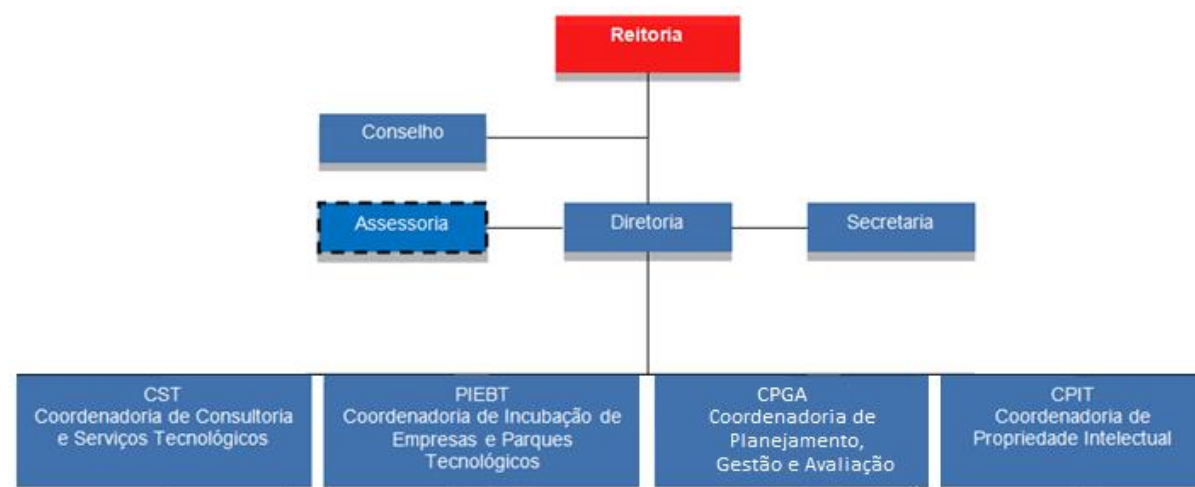 Reitoria
Conselho
Assessoria
Diretoria
Secretaria
CST
Coordenadoria de Consultoria
e Serviços Tecnológicos
PIEBT
Coordenadoria de Incubação de
Empresas e Parques
Tecnológicos
CPGA
Coordenadoria de
Planejamento,
Gestão e Avaliação
CPIT
Coordenadoria de
Propriedade Intelectual